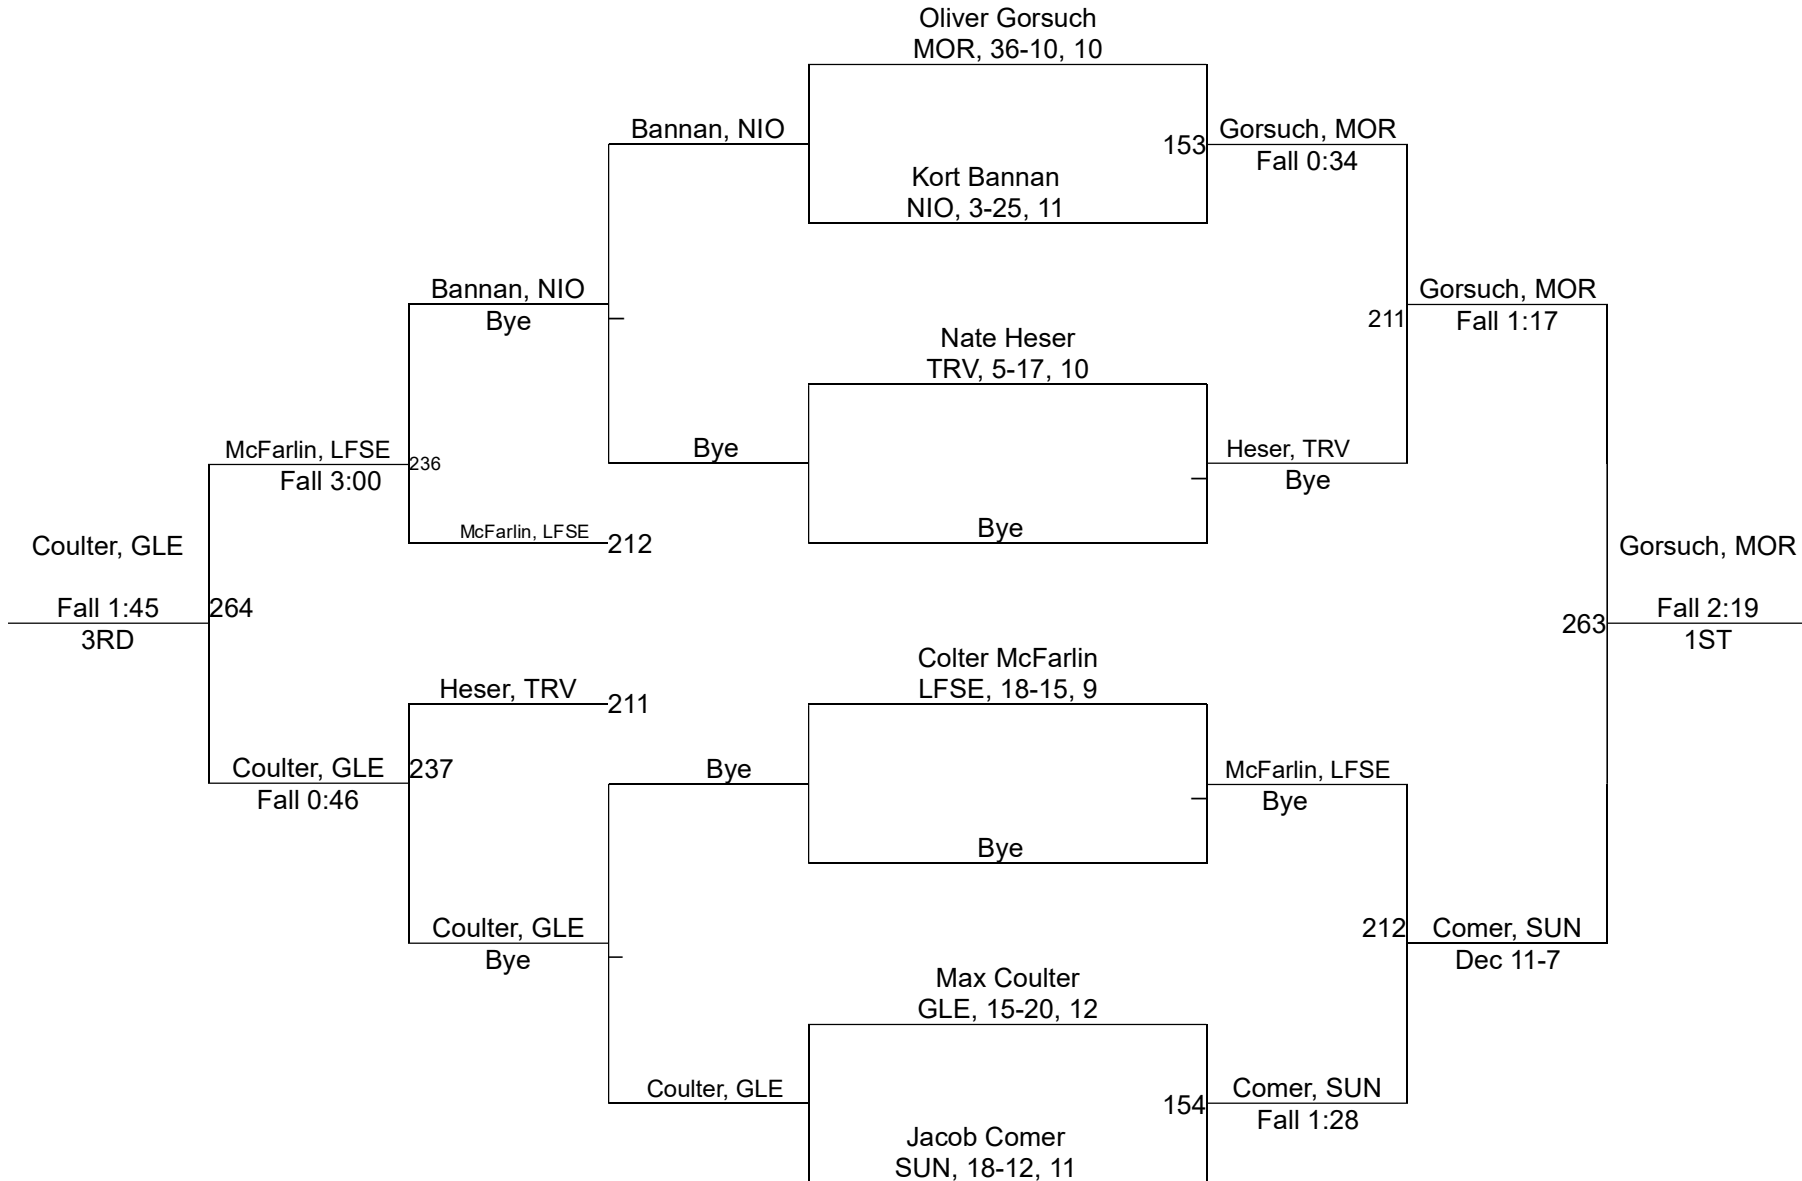 Oliver Gorsuch
MOR, 36-10, 10
Bannan, NIO
153
Gorsuch, MOR
Fall 0:34
Kort Bannan
NIO, 3-25, 11
Bannan, NIO
Bye
Gorsuch, MOR
211
Fall 1:17
Nate Heser
TRV, 5-17, 10
McFarlin, LFSE
236
Fall 3:00
Bye
Heser, TRV
Bye
McFarlin, LFSE
212
Bye
Coulter, GLE
Gorsuch, MOR
Fall 1:45
264
3RD
263
Fall 2:19
1ST
Colter McFarlin
LFSE, 18-15, 9
Heser, TRV
211
Coulter, GLE
237
Fall 0:46
Bye
McFarlin, LFSE
Bye
Bye
Coulter, GLE
Bye
212
Comer, SUN
Dec 11-7
Max Coulter
GLE, 15-20, 12
Coulter, GLE
154
Comer, SUN
Fall 1:28
Jacob Comer
SUN, 18-12, 11